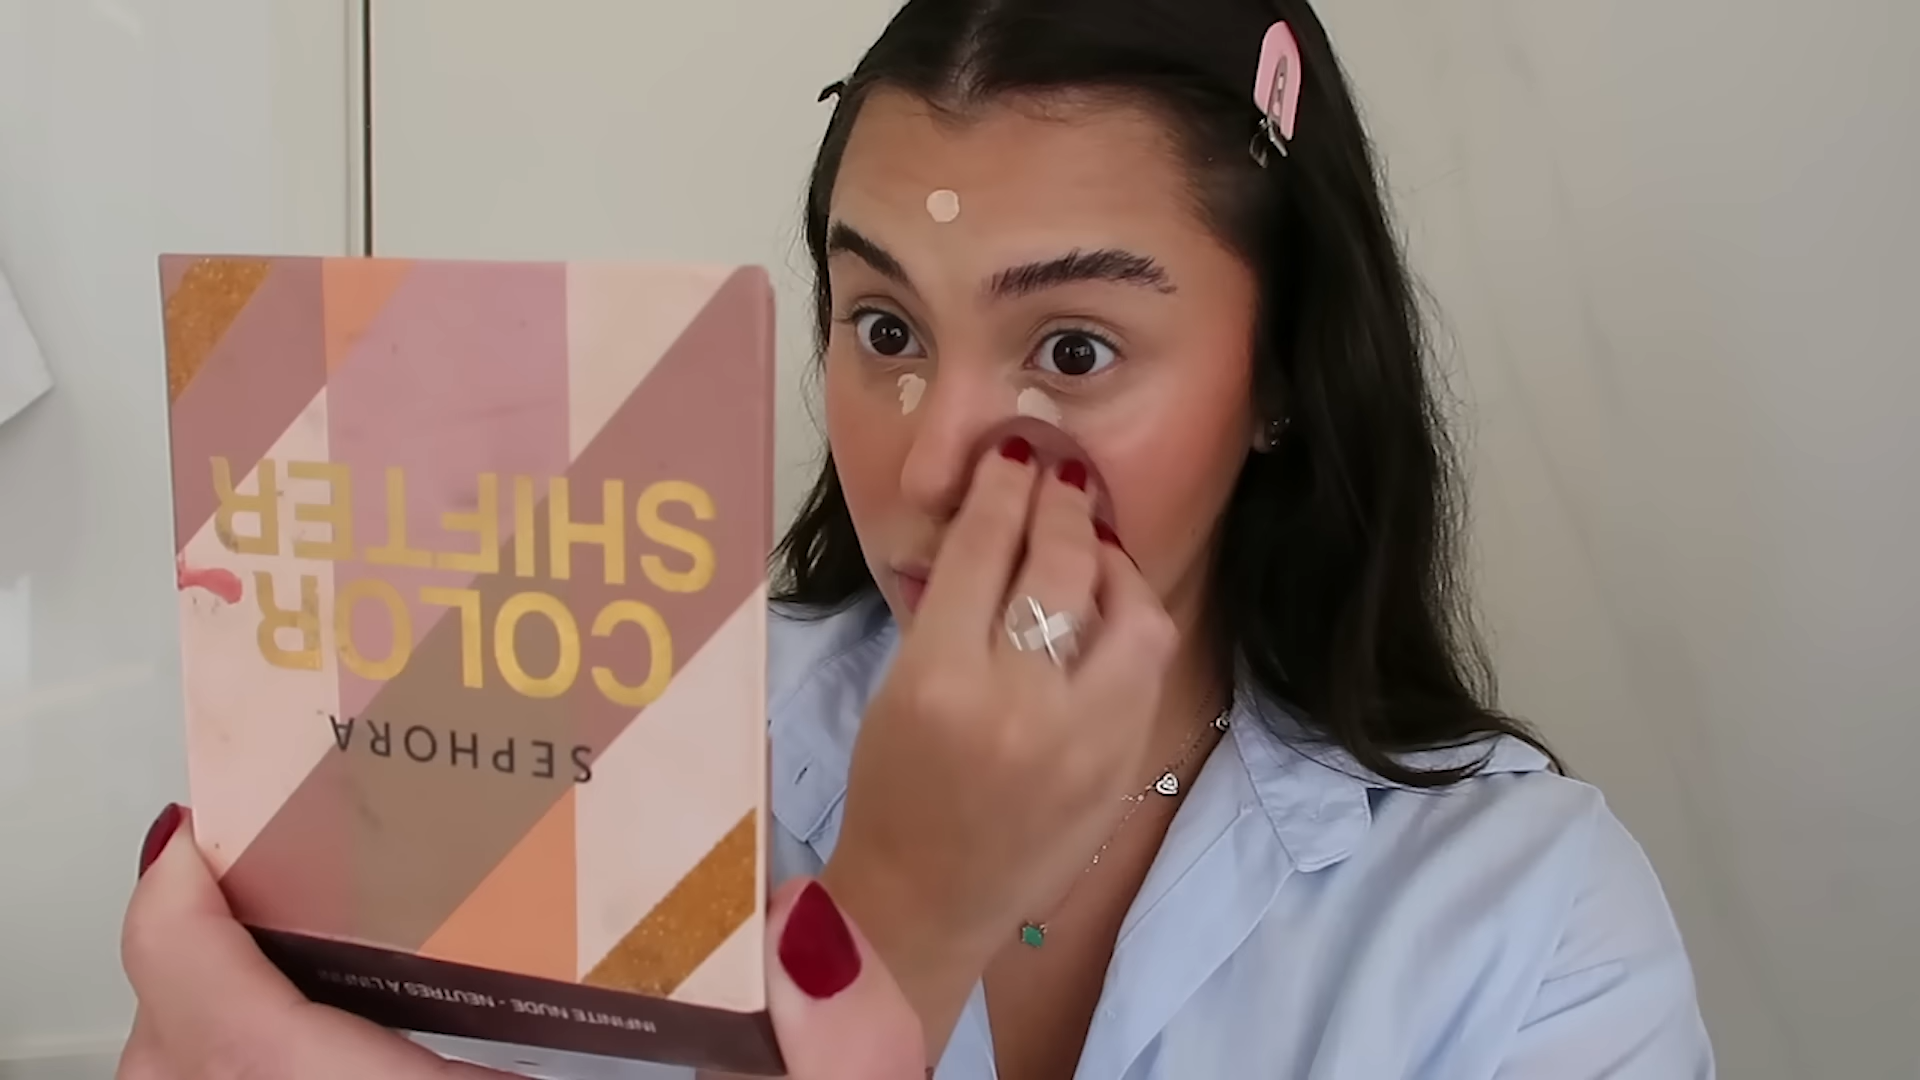 SEPHORA
COLOR
SHIFTER
INFINITE NUDE - NEUTRES À L'INFINI